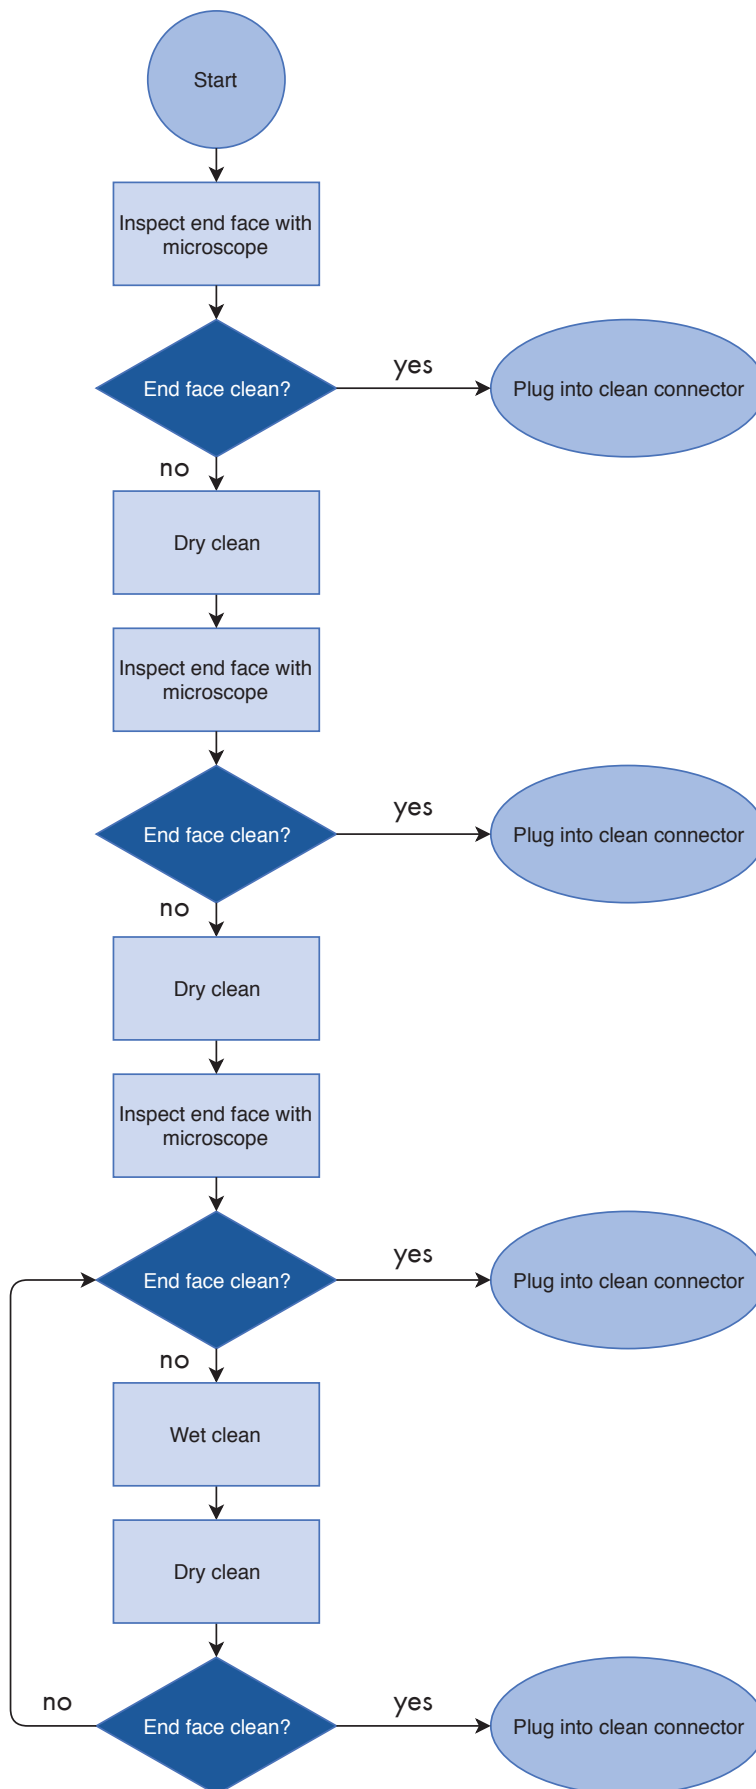 Start
Inspect end face with
microscope
End face clean?
yes
Plug into clean connector
no
Dry clean
Inspect end face with
microscope
End face clean?
yes
Plug into clean connector
no
Dry clean
Inspect end face with
microscope
End face clean?
yes
Plug into clean connector
no
Wet clean
Dry clean
no
End face clean?
yes
Plug into clean connector